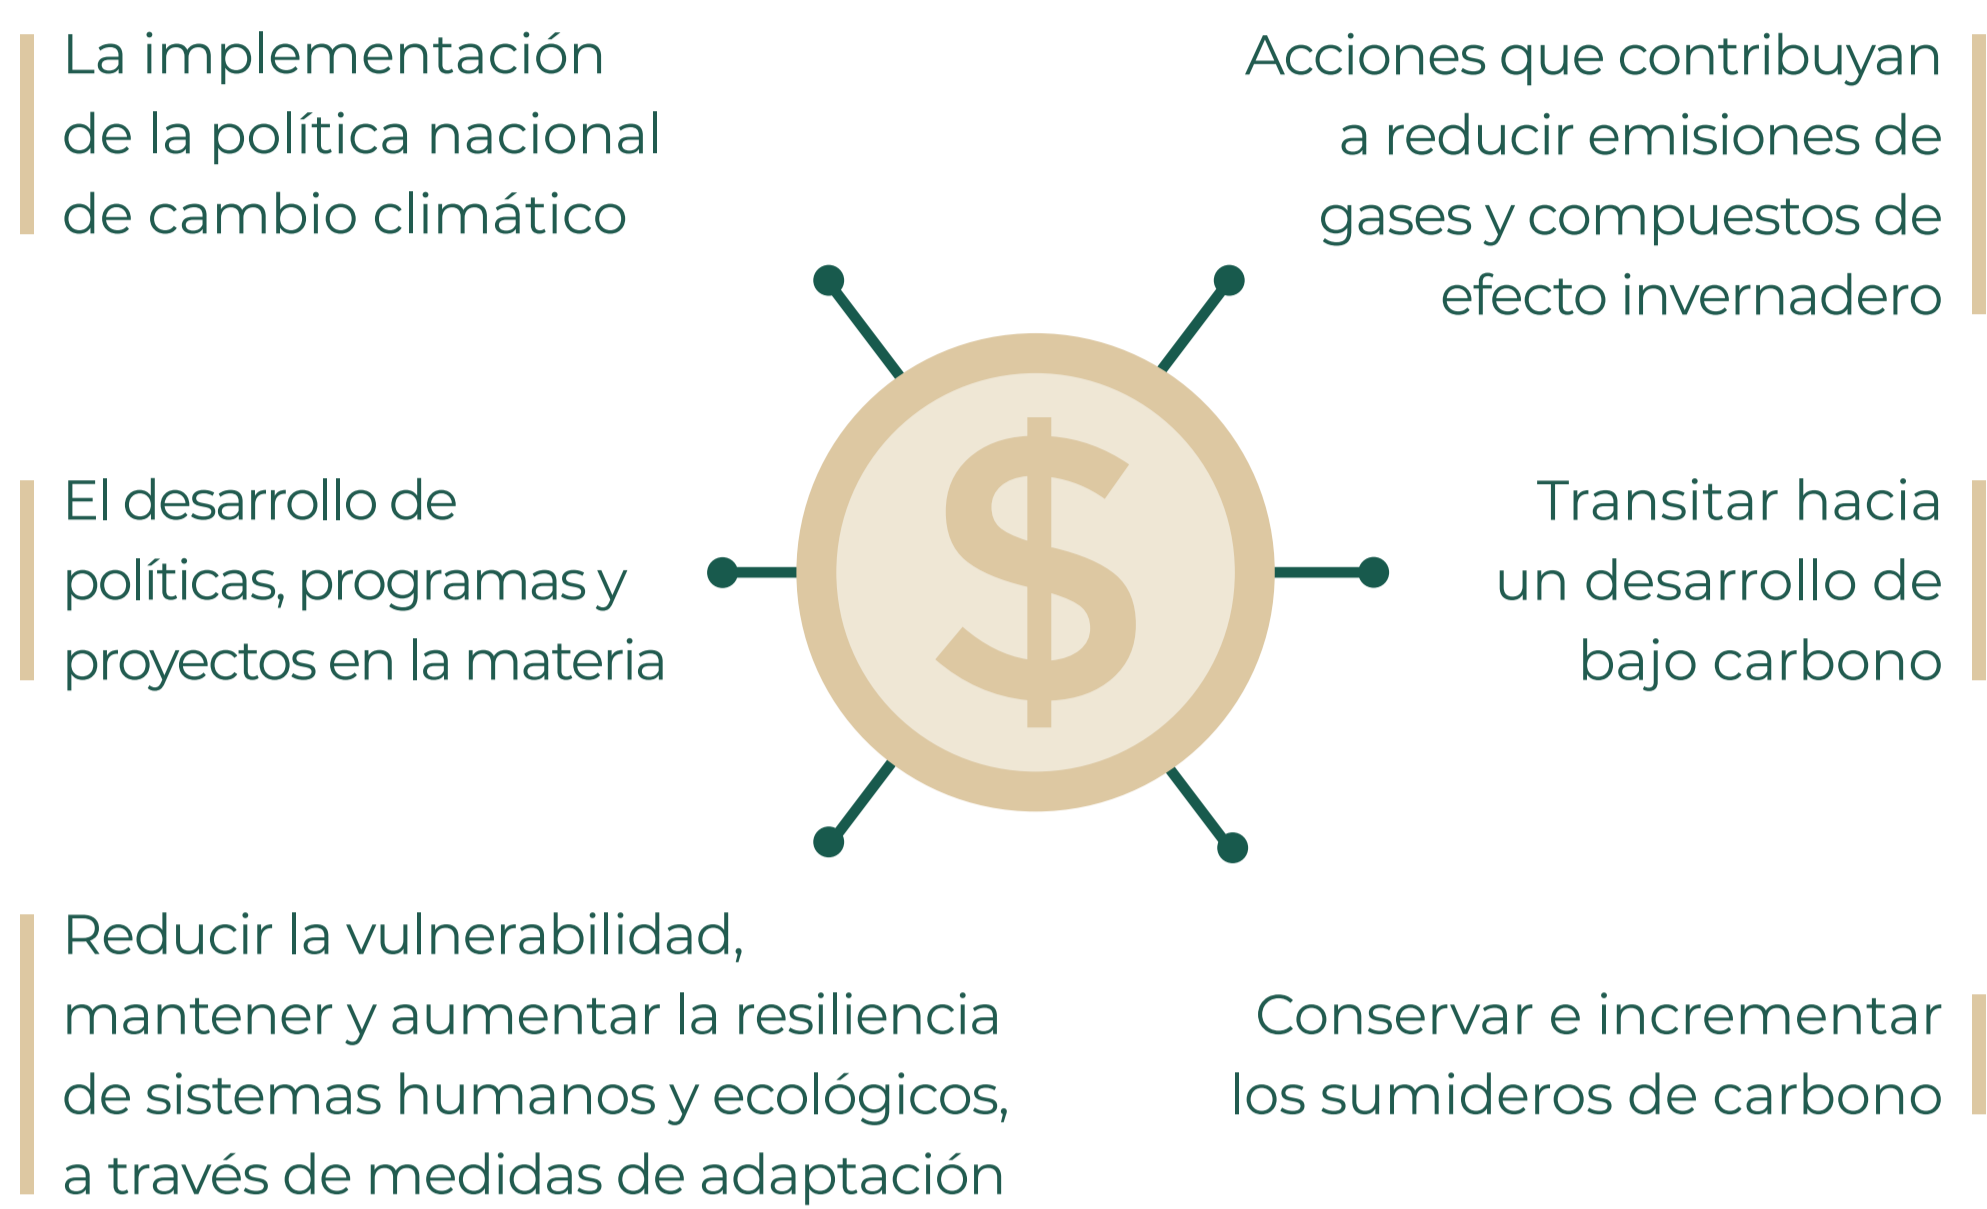 La implementación
de la política nacional
de cambio climático
Acciones que contribuyan
a reducir emisiones de
gases y compuestos de
efecto invernadero
El desarrollo de
políticas, programas y
proyectos en la materia
$
Transitar hacia
un desarrollo de
bajo carbono
Reducir la vulnerabilidad,
mantener y aumentar la resiliencia
de sistemas humanos y ecológicos,
a través de medidas de adaptación
Conservar e incrementar
los sumideros de carbono